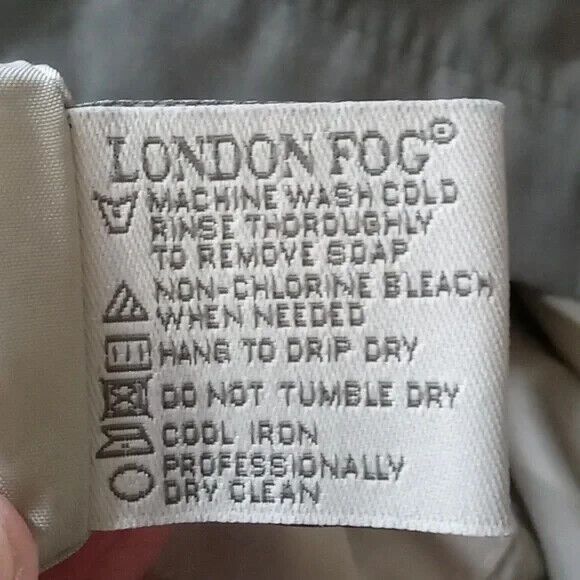 LONDON FOG®
MACHINE WASH COLD
RINSE THOROUGHLY
TO REMOVE SOAP
NON-CHLORINE BLEACH
WHEN NEEDED
HANG TO DRIP DRY
DO NOT TUMBLE DRY
COOL IRON
PROFESSIONALLY
DRY CLEAN